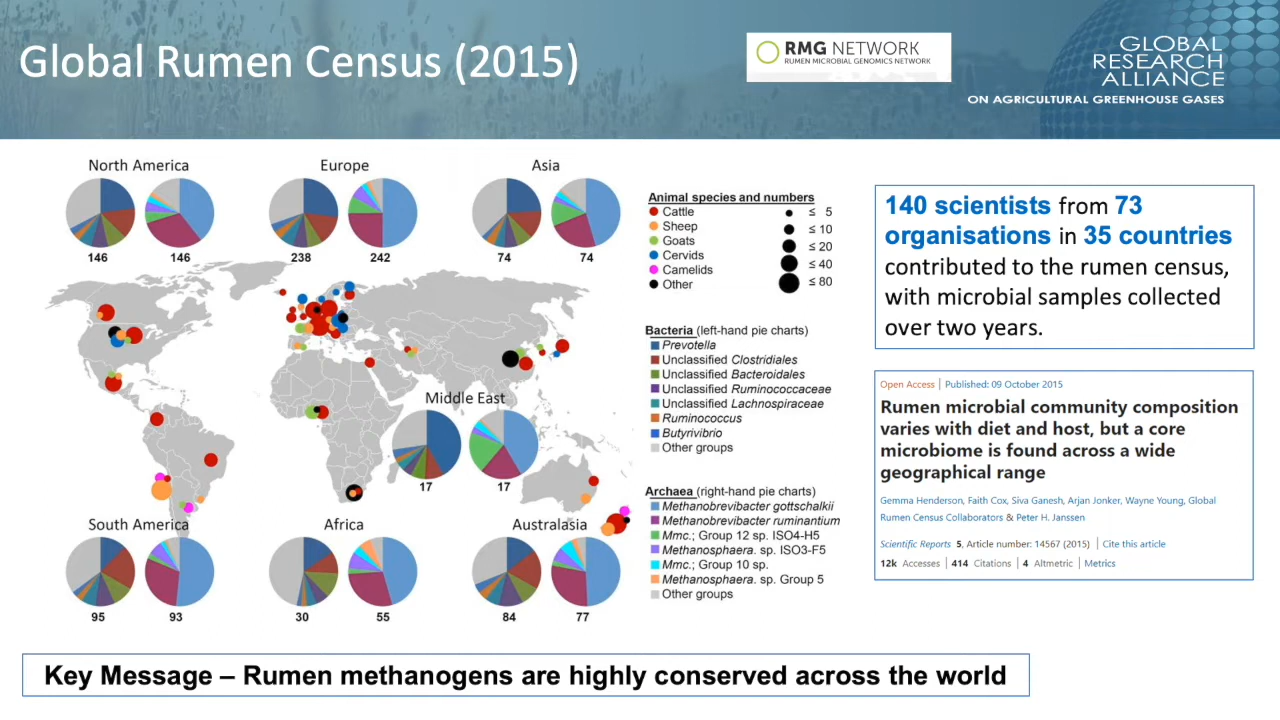 Global Rumen Census (2015)
RMG NETWORK
RUMEN MICROBIAL GENOMICS NETWORK
GLOBAL
RESEARCH
ALLIANCE
ON AGRICULTURAL GREENHOUSE GASES
North America
146
146
Europe
238
242
Asia
74
74
Middle East
17
17
South America
95
93
Africa
30
55
Australasia
84
77
Animal species and numbers
Cattle
Sheep
Goats
Cervids
Camelids
Other
≤ 5
≤ 10
≤ 20
≤ 40
≤ 80
Bacteria (left-hand pie charts)
Prevotella
Unclassified Clostridiales
Unclassified Bacteroidales
Unclassified Ruminococcaceae
Unclassified Lachnospiraceae
Ruminococcus
Butyrivibrio
Other groups
Archaea (right-hand pie charts)
Methanobrevibacter gottschalkii
Methanobrevibacter ruminantium
Mmc.; Group 12 sp. ISO4-H5
Methanosphaera. sp. ISO3-F5
Mmc.; Group 10 sp.
Methanosphaera. sp. Group 5
Other groups
140 scientists from 73
organisations in 35 countries
contributed to the rumen census,
with microbial samples collected
over two years.
Open Access | Published: 09 October 2015
Rumen microbial community composition
varies with diet and host, but a core
microbiome is found across a wide
geographical range
Gemma Henderson, Faith Cox, Siva Ganesh, Arjan Jonker, Wayne Young, Global
Rumen Census Collaborators & Peter H. Janssen
Scientific Reports 5, Article number: 14567 (2015) | Cite this article
12k Accesses | 414 Citations | 4 Altmetric | Metrics
Key Message – Rumen methanogens are highly conserved across the world